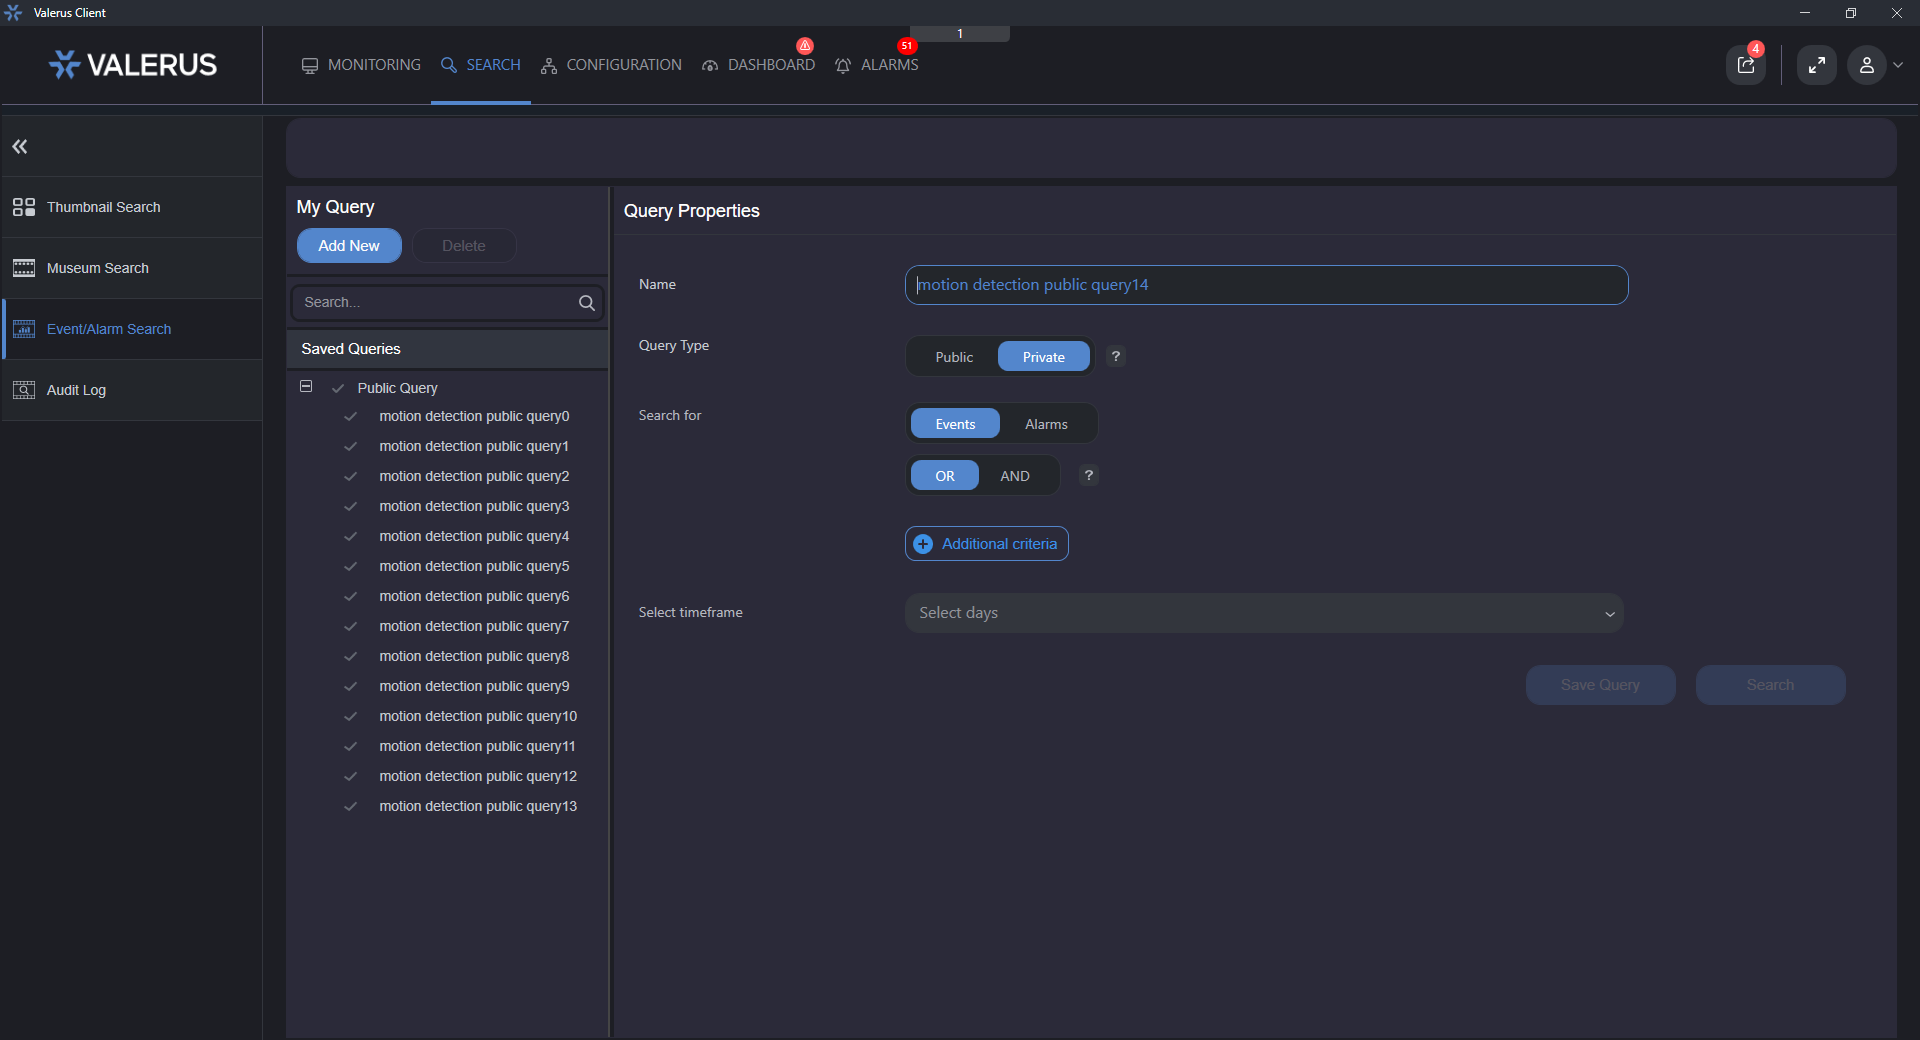 Valerus Client
1
VALERUS
MONITORING
SEARCH
CONFIGURATION
DASHBOARD
51
ALARMS
4
Thumbnail Search
Museum Search
Event/Alarm Search
Audit Log
My Query
Add New
Delete
Search...
Saved Queries
Public Query
motion detection public query0
motion detection public query1
motion detection public query2
motion detection public query3
motion detection public query4
motion detection public query5
motion detection public query6
motion detection public query7
motion detection public query8
motion detection public query9
motion detection public query10
motion detection public query11
motion detection public query12
motion detection public query13
Query Properties
Name
motion detection public query14
Query Type
Public
Private
?
Search for
Events
Alarms
OR
AND
?
Additional criteria
Select timeframe
Select days
Save Query
Search